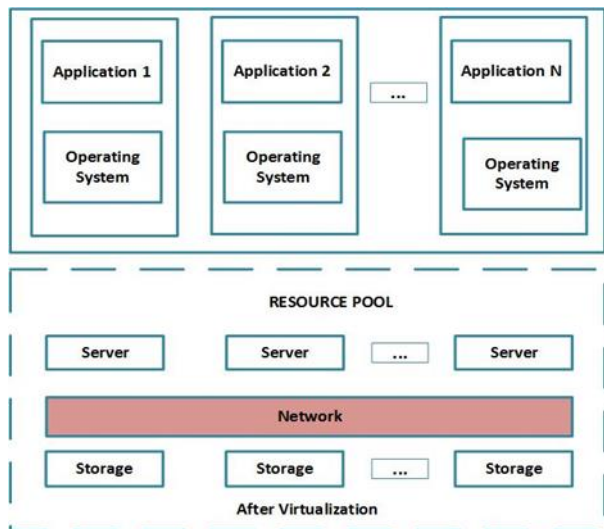 Application 1
Application 2
...
Application N
Operating
System
Operating
System
Operating
System
RESOURCE POOL
Server
Server
...
Server
Network
Storage
Storage
...
Storage
After Virtualization